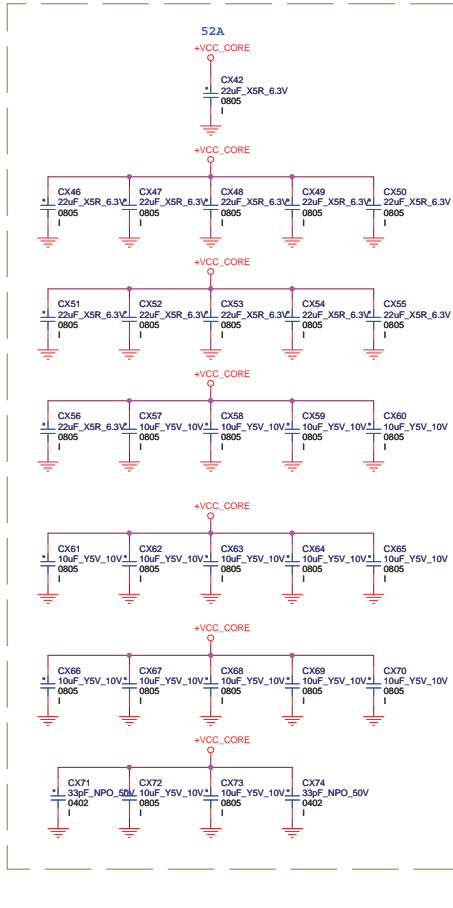 52A
+VCC_CORE
CX42
22uF_X5R_6.3V
0805
I
+VCC_CORE
CX46 CX47 CX48 CX49 CX50
22uF_X5R_6.3V 22uF_X5R_6.3V 22uF_X5R_6.3V 22uF_X5R_6.3V 22uF_X5R_6.3V
0805 0805 0805 0805 0805
I I I I I
+VCC_CORE
CX51 CX52 CX53 CX54 CX55
22uF_X5R_6.3V 22uF_X5R_6.3V 22uF_X5R_6.3V 22uF_X5R_6.3V 22uF_X5R_6.3V
0805 0805 0805 0805 0805
I I I I I
+VCC_CORE
CX56 CX57 CX58 CX59 CX60
22uF_X5R_6.3V 10uF_Y5V_10V 10uF_Y5V_10V 10uF_Y5V_10V 10uF_Y5V_10V
0805 0805 0805 0805 0805
I I I I I
+VCC_CORE
CX61 CX62 CX63 CX64 CX65
10uF_Y5V_10V 10uF_Y5V_10V 10uF_Y5V_10V 10uF_Y5V_10V 10uF_Y5V_10V
0805 0805 0805 0805 0805
I I I I I
+VCC_CORE
CX66 CX67 CX68 CX69 CX70
10uF_Y5V_10V 10uF_Y5V_10V 10uF_Y5V_10V 10uF_Y5V_10V 10uF_Y5V_10V
0805 0805 0805 0805 0805
I I I I I
+VCC_CORE
CX71 CX72 CX73 CX74
33pF_NPO_50V 10uF_Y5V_10V 10uF_Y5V_10V 33pF_NPO_50V
0402 0805 0805 0402
I I I I